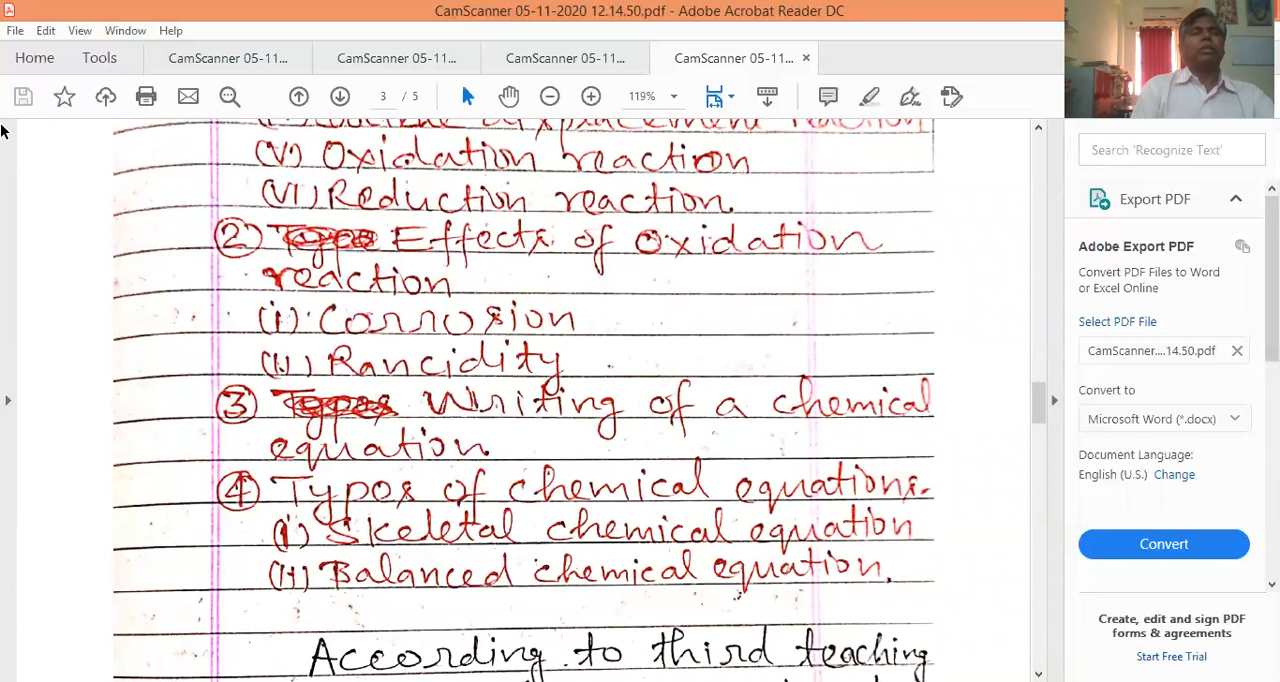 CamScanner 05-11-2020 12.14.50.pdf - Adobe Acrobat Reader DC
File Edit View Window Help
Home Tools CamScanner 05-11... CamScanner 05-11... CamScanner 05-11... CamScanner 05-11... ×
3 / 5 119%
reaction
(V) Oxidation reaction
(VI) Reduction reaction.
② Effects of Oxidation
reaction
(i) Corrosion
(ii) Rancidity
③ Writing of a chemical
equation.
④ Types of chemical equations.
(i) Skeletal chemical equation
(ii) Balanced chemical equation.
According to third teaching
Search 'Recognize Text'
Export PDF
Adobe Export PDF
Convert PDF Files to Word
or Excel Online
Select PDF File
CamScanner....14.50.pdf
Convert to
Microsoft Word (*.docx)
Document Language:
English (U.S.) Change
Convert
Create, edit and sign PDF
forms & agreements
Start Free Trial